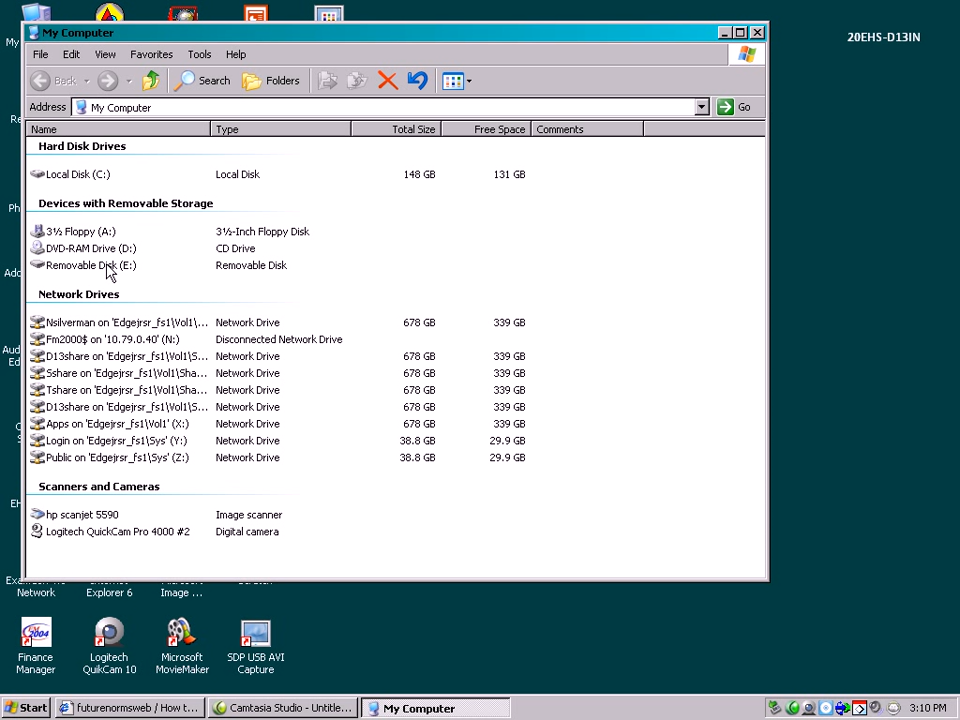 My Computer
20EHS-D13IN
File Edit View Favorites Tools Help
Back Search Folders
Address My Computer Go
Name Type Total Size Free Space Comments
Hard Disk Drives
Local Disk (C:) Local Disk 148 GB 131 GB
Devices with Removable Storage
3½ Floppy (A:) 3½-Inch Floppy Disk
DVD-RAM Drive (D:) CD Drive
Removable Disk (E:) Removable Disk
Network Drives
Nsilverman on 'Edgejrsr_fs1\Vol1\... Network Drive 678 GB 339 GB
Fm2000$ on '10.79.0.40' (N:) Disconnected Network Drive
D13share on 'Edgejrsr_fs1\Vol1\S... Network Drive 678 GB 339 GB
Sshare on 'Edgejrsr_fs1\Vol1\Sha... Network Drive 678 GB 339 GB
Tshare on 'Edgejrsr_fs1\Vol1\Sha... Network Drive 678 GB 339 GB
D13share on 'Edgejrsr_fs1\Vol1\S... Network Drive 678 GB 339 GB
Apps on 'Edgejrsr_fs1\Vol1' (X:) Network Drive 678 GB 339 GB
Login on 'Edgejrsr_fs1\Sys' (Y:) Network Drive 38.8 GB 29.9 GB
Public on 'Edgejrsr_fs1\Sys' (Z:) Network Drive 38.8 GB 29.9 GB
Scanners and Cameras
hp scanjet 5590 Image scanner
Logitech QuickCam Pro 4000 #2 Digital camera
Network Explorer 6 Image ...
Finance Manager
Logitech QuikCam 10
Microsoft MovieMaker
SDP USB AVI Capture
Start futurenormsweb / How t... Camtasia Studio - Untitle... My Computer 3:10 PM